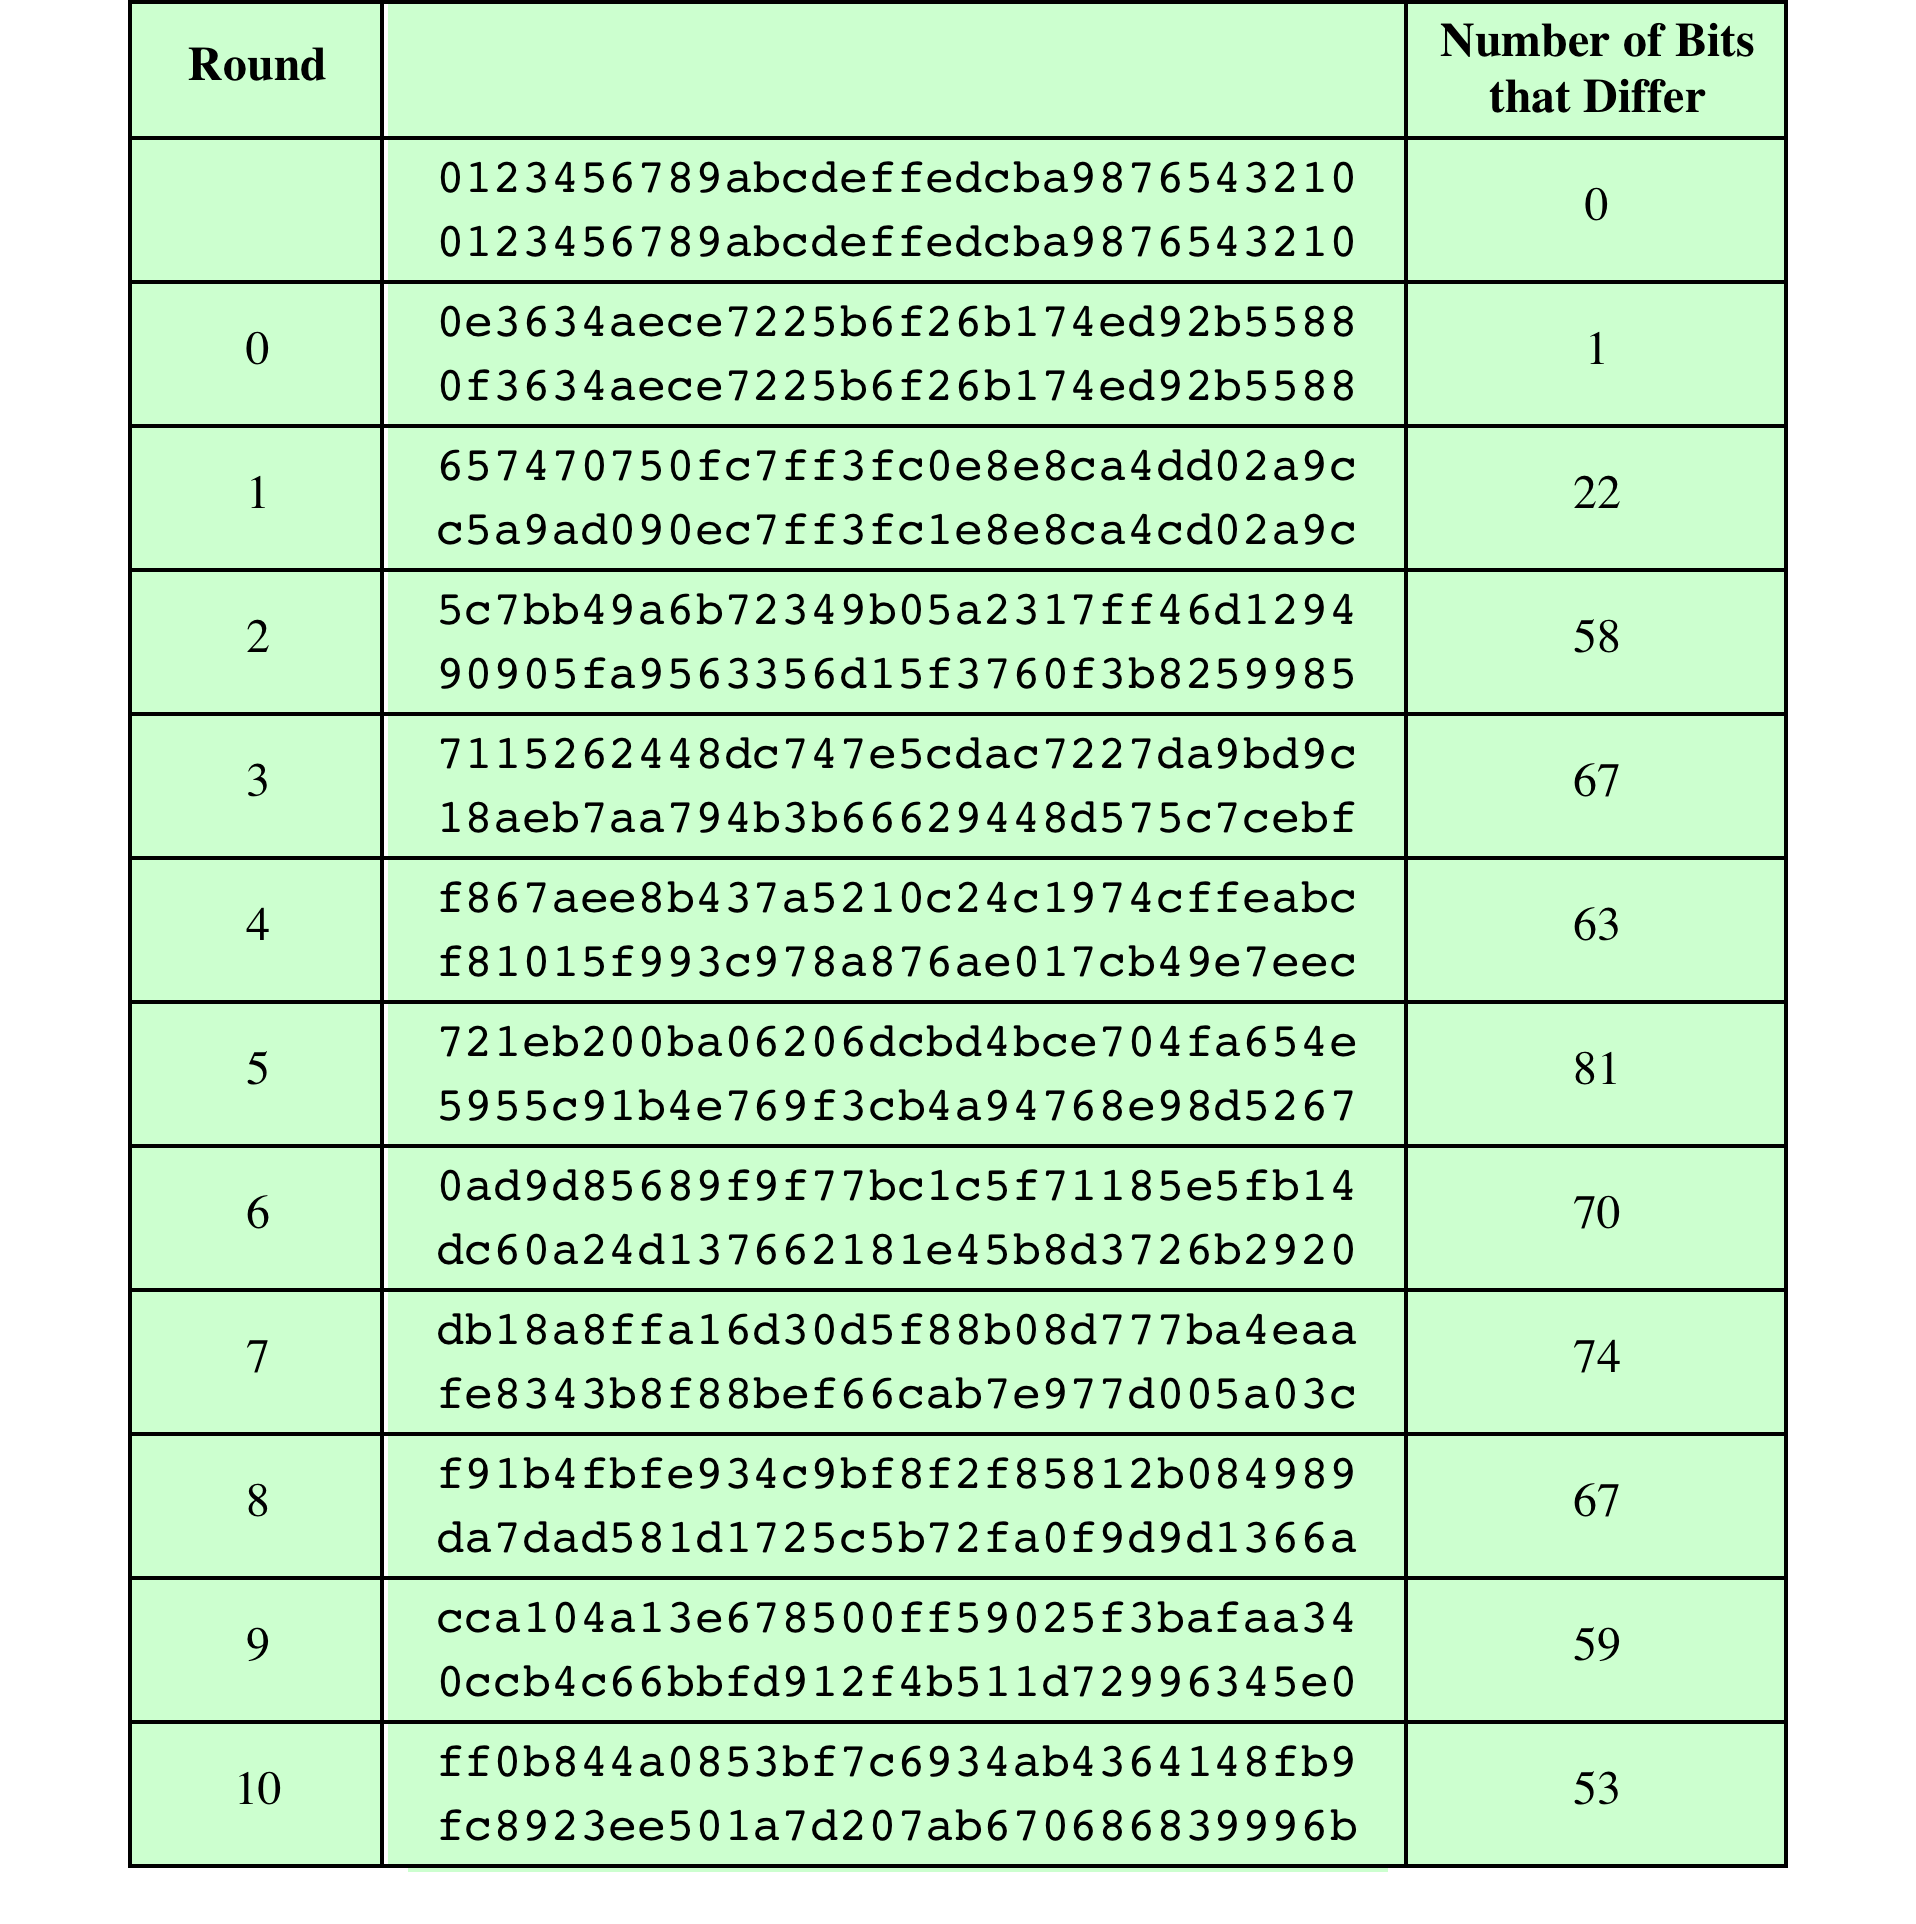 Round
Number of Bits
that Differ
0123456789abcdeffedcba9876543210
0123456789abcdeffedcba9876543210
0
0
0e3634aece7225b6f26b174ed92b5588
0f3634aece7225b6f26b174ed92b5588
1
1
657470750fc7ff3fc0e8e8ca4dd02a9c
c5a9ad090ec7ff3fc1e8e8ca4cd02a9c
22
2
5c7bb49a6b72349b05a2317ff46d1294
90905fa9563356d15f3760f3b8259985
58
3
7115262448dc747e5cdac7227da9bd9c
18aeb7aa794b3b66629448d575c7cebf
67
4
f867aee8b437a5210c24c1974cffeabc
f81015f993c978a876ae017cb49e7eec
63
5
721eb200ba06206dcbd4bce704fa654e
5955c91b4e769f3cb4a94768e98d5267
81
6
0ad9d85689f9f77bc1c5f71185e5fb14
dc60a24d137662181e45b8d3726b2920
70
7
db18a8ffa16d30d5f88b08d777ba4eaa
fe8343b8f88bef66cab7e977d005a03c
74
8
f91b4fbfe934c9bf8f2f85812b084989
da7dad581d1725c5b72fa0f9d9d1366a
67
9
cca104a13e678500ff59025f3bafaa34
0ccb4c66bbfd912f4b511d72996345e0
59
10
ff0b844a0853bf7c6934ab4364148fb9
fc8923ee501a7d207ab670686839996b
53